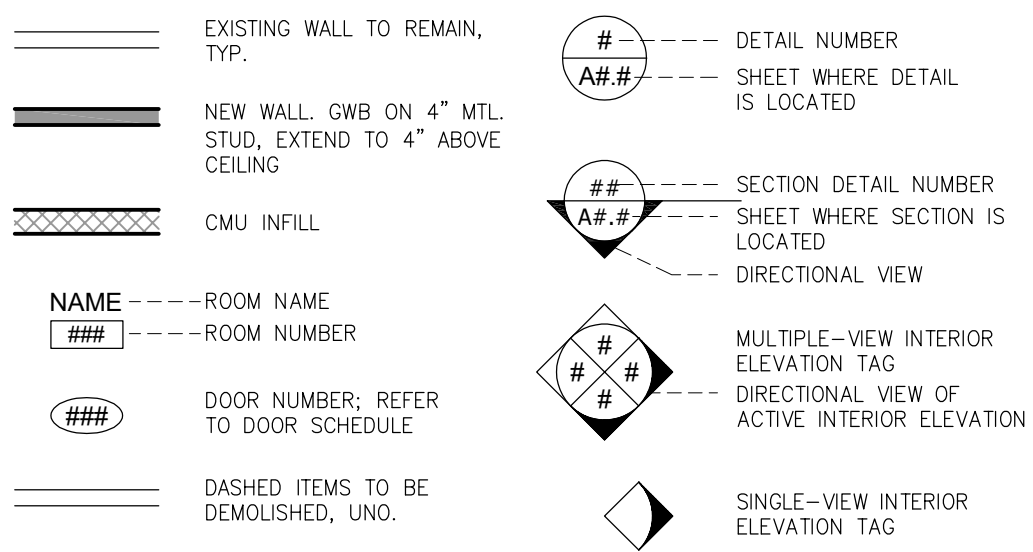 EXISTING WALL TO REMAIN,
TYP.
NEW WALL. GWB ON 4" MTL.
STUD, EXTEND TO 4" ABOVE
CEILING
CMU INFILL
NAME
ROOM NAME
###
ROOM NUMBER
###
DOOR NUMBER; REFER
TO DOOR SCHEDULE
DASHED ITEMS TO BE
DEMOLISHED, UNO.
#
DETAIL NUMBER
A#.#
SHEET WHERE DETAIL
IS LOCATED
##
SECTION DETAIL NUMBER
A#.#
SHEET WHERE SECTION IS
LOCATED
DIRECTIONAL VIEW
#
# #
#
MULTIPLE-VIEW INTERIOR
ELEVATION TAG
DIRECTIONAL VIEW OF
ACTIVE INTERIOR ELEVATION
SINGLE-VIEW INTERIOR
ELEVATION TAG